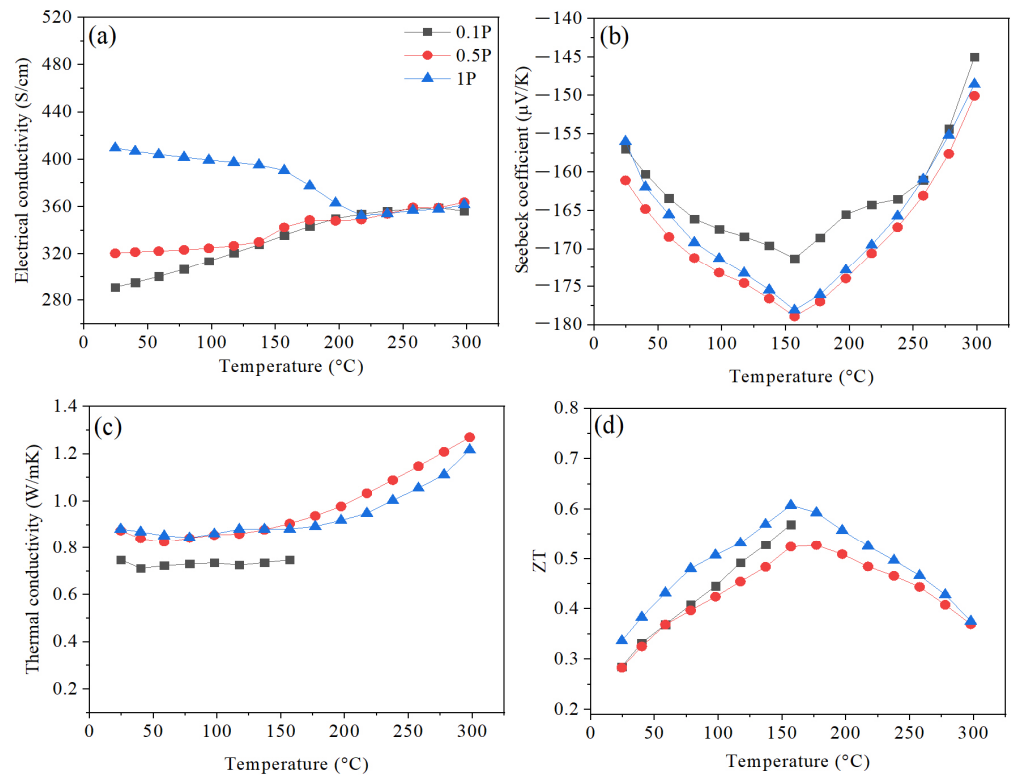 (a)
0.1P
0.5P
1P
520
480
440
400
360
320
280
0 50 100 150 200 250 300
Electrical conductivity (S/cm)
Temperature (°C)
(b)
−140
−145
−150
−155
−160
−165
−170
−175
−180
0 50 100 150 200 250 300
Seebeck coefficient (μV/K)
Temperature (°C)
(c)
1.4
1.2
1.0
0.8
0.6
0.4
0.2
0 50 100 150 200 250 300
Thermal conductivity (W/mK)
Temperature (°C)
(d)
0.8
0.7
0.6
0.5
0.4
0.3
0.2
0 50 100 150 200 250 300
ZT
Temperature (°C)